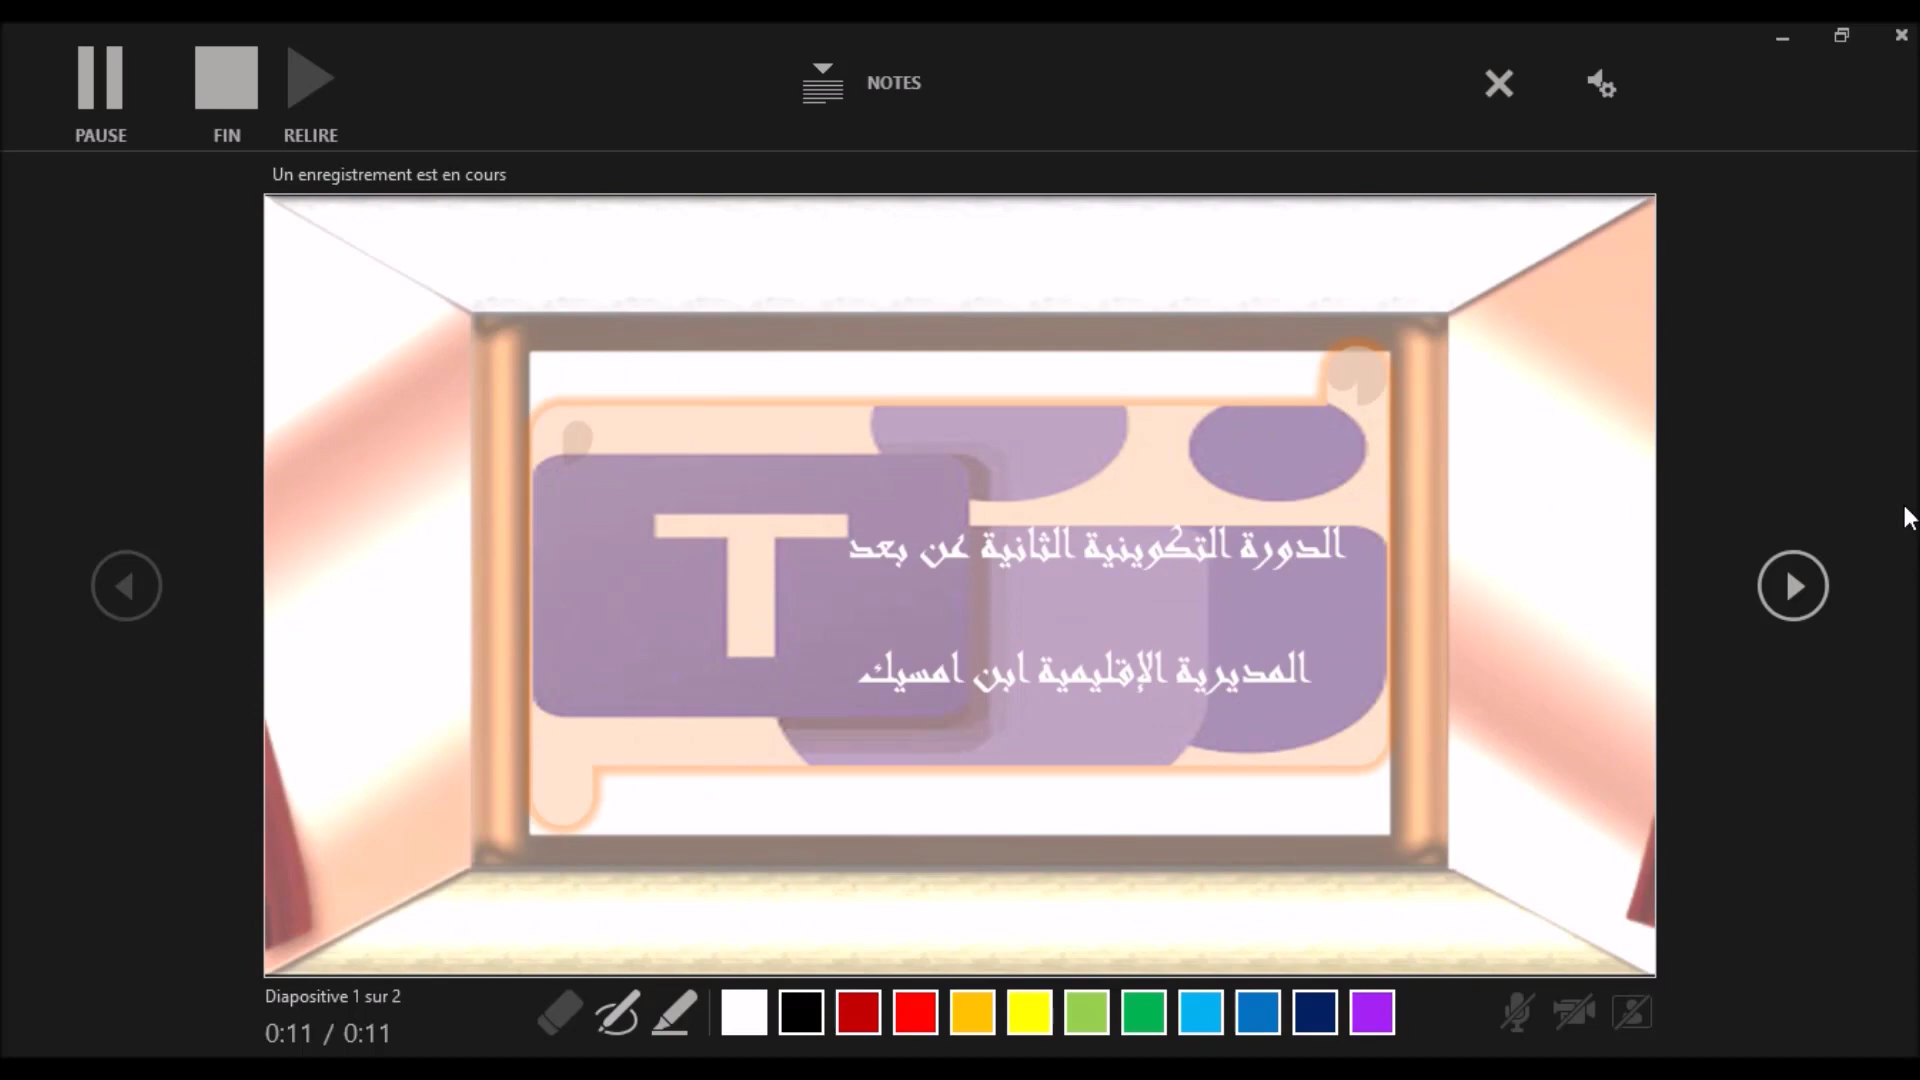 PAUSE
FIN
RELIRE
NOTES
Un enregistrement est en cours
T
الدورة التكوينية الثانية عن بعد
المديرية الإقليمية ابن امسيك
Diapositive 1 sur 2
0:11 / 0:11